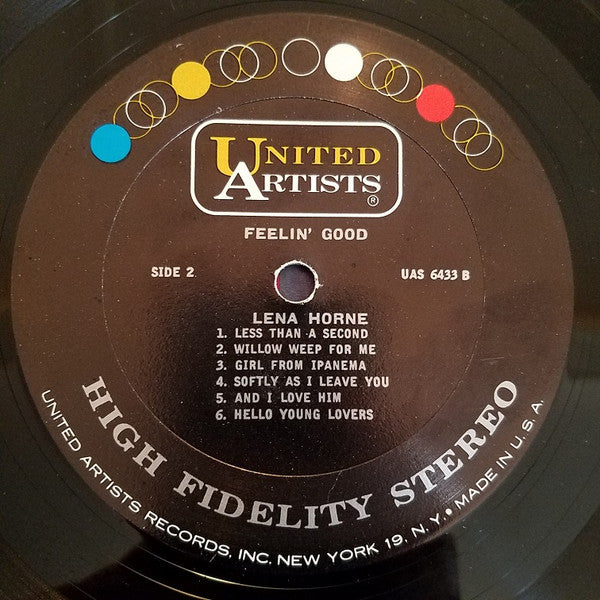 UNITED
ARTISTS
®
FEELIN' GOOD
SIDE 2
UAS 6433 B
LENA HORNE
1. LESS THAN A SECOND
2. WILLOW WEEP FOR ME
3. GIRL FROM IPANEMA
4. SOFTLY AS I LEAVE YOU
5. AND I LOVE HIM
6. HELLO YOUNG LOVERS
HIGH FIDELITY STEREO
UNITED ARTISTS RECORDS, INC. NEW YORK 19, N.Y. • MADE IN U.S.A.